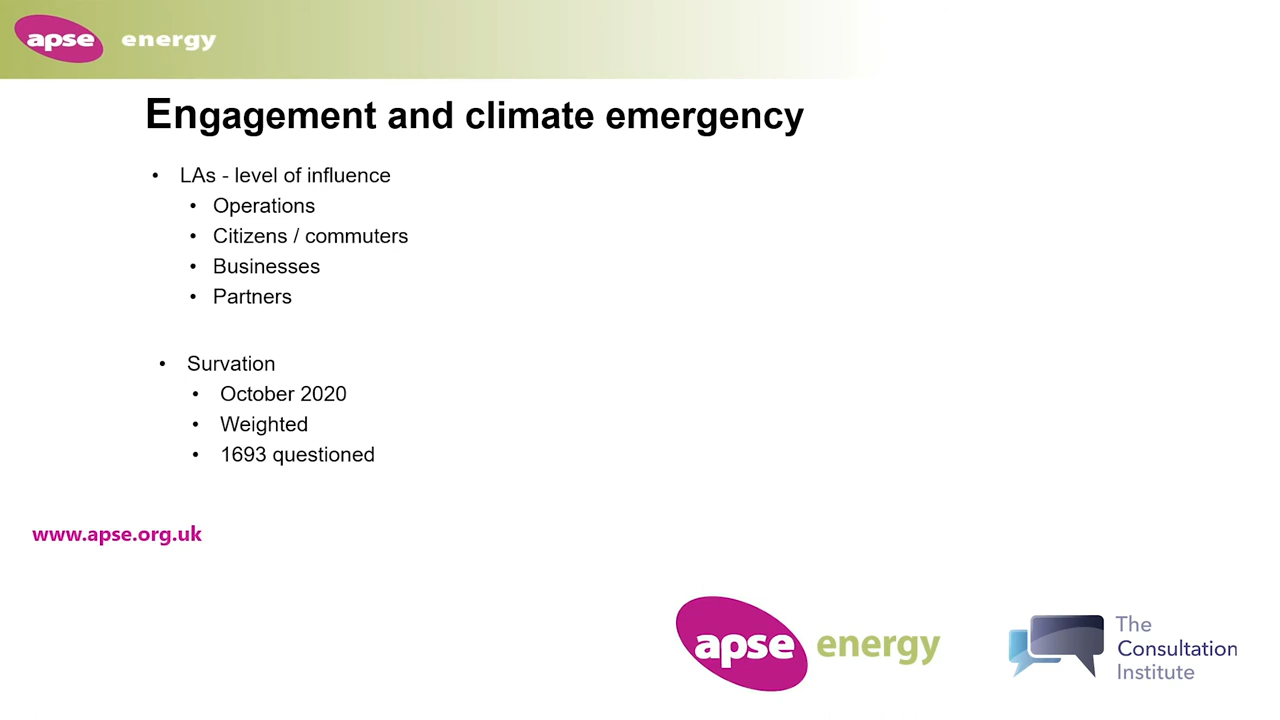 apse energy
Engagement and climate emergency
• LAs - level of influence
• Operations
• Citizens / commuters
• Businesses
• Partners
• Survation
• October 2020
• Weighted
• 1693 questioned
www.apse.org.uk
apse energy
The
Consultation
Institute